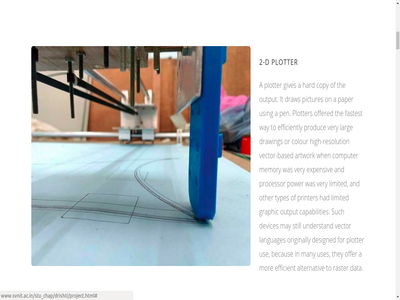 2-D PLOTTER
A plotter gives a hard copy of the
output. It draws pictures on a paper
using a pen. Plotters offered the fastest
way to efficiently produce very large
drawings or colour high-resolution
vector-based artwork when computer
memory was very expensive and
processor power was very limited, and
other types of printers had limited
graphic output capabilities. Such
devices may still understand vector
languages originally designed for plotter
use, because in many uses, they offer a
more efficient alternative to raster data.
www.svnit.ac.in/stu_chap/drishti/project.html#